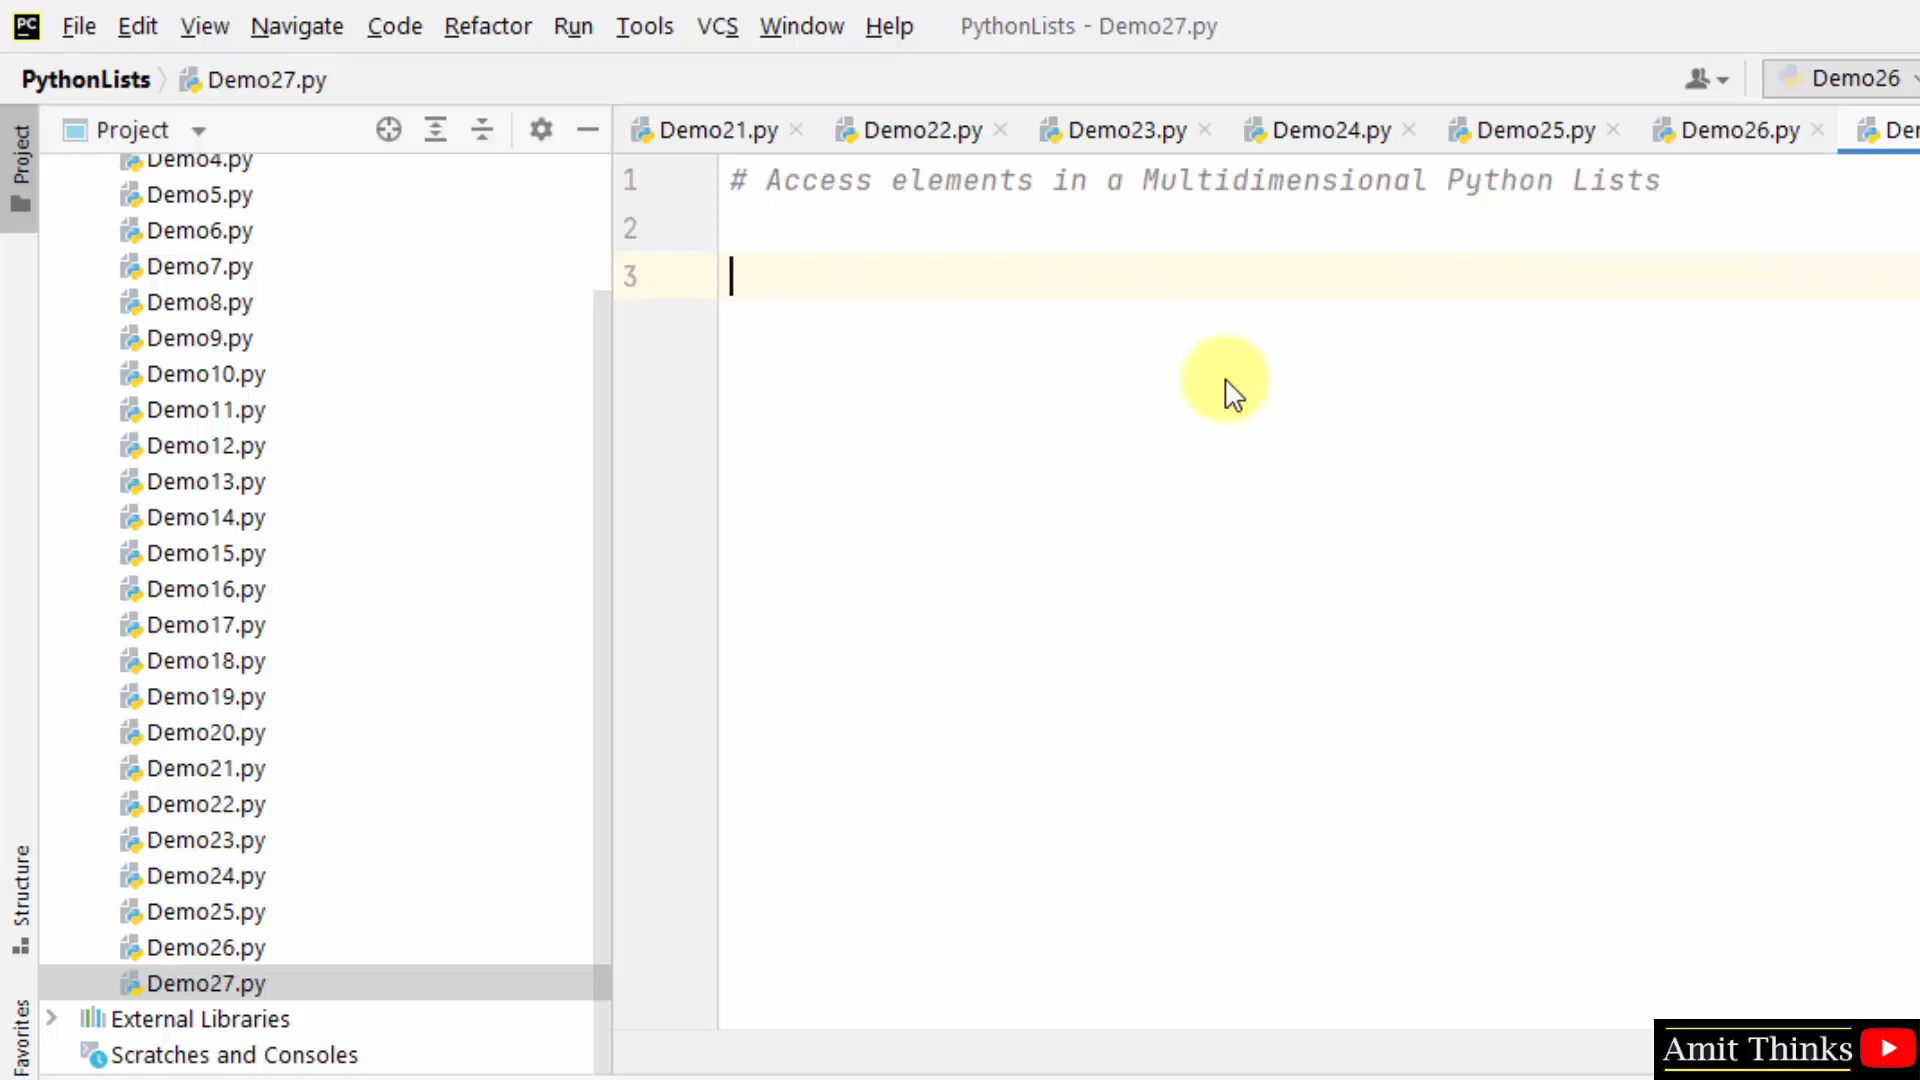 PC File Edit View Navigate Code Refactor Run Tools VCS Window Help PythonLists - Demo27.py
PythonLists Demo27.py Demo26
Project Demo21.py Demo22.py Demo23.py Demo24.py Demo25.py Demo26.py
Project
Demo4.py
Demo5.py
Demo6.py
Demo7.py
Demo8.py
Demo9.py
Demo10.py
Demo11.py
Demo12.py
Demo13.py
Demo14.py
Demo15.py
Demo16.py
Demo17.py
Demo18.py
Demo19.py
Demo20.py
Demo21.py
Demo22.py
Demo23.py
Demo24.py
Demo25.py
Demo26.py
Demo27.py
External Libraries
Scratches and Consoles
Structure
Favorites
1 # Access elements in a Multidimensional Python Lists
2
3
Amit Thinks